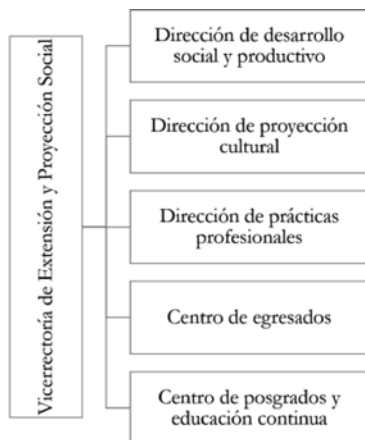 Vicerrectoría de Extensión y Proyección Social
Dirección de desarrollo
social y productivo
Dirección de proyección
cultural
Dirección de prácticas
profesionales
Centro de egresados
Centro de posgrados y
educación continua